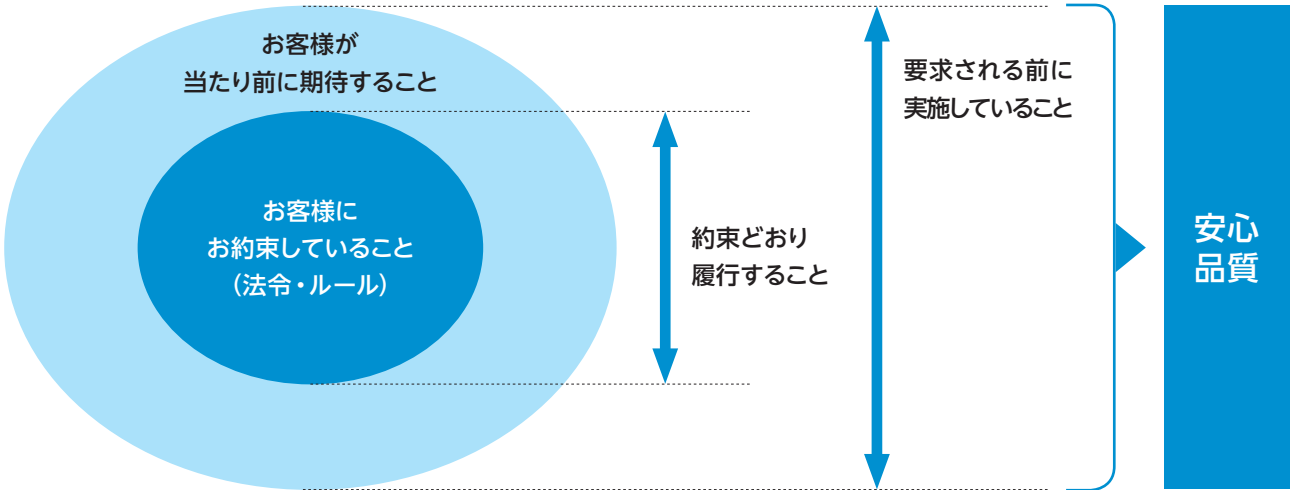 お客様が
当たり前に期待すること
お客様に
お約束していること
（法令・ルール）
約束どおり
履行すること
要求される前に
実施していること
安心
品質